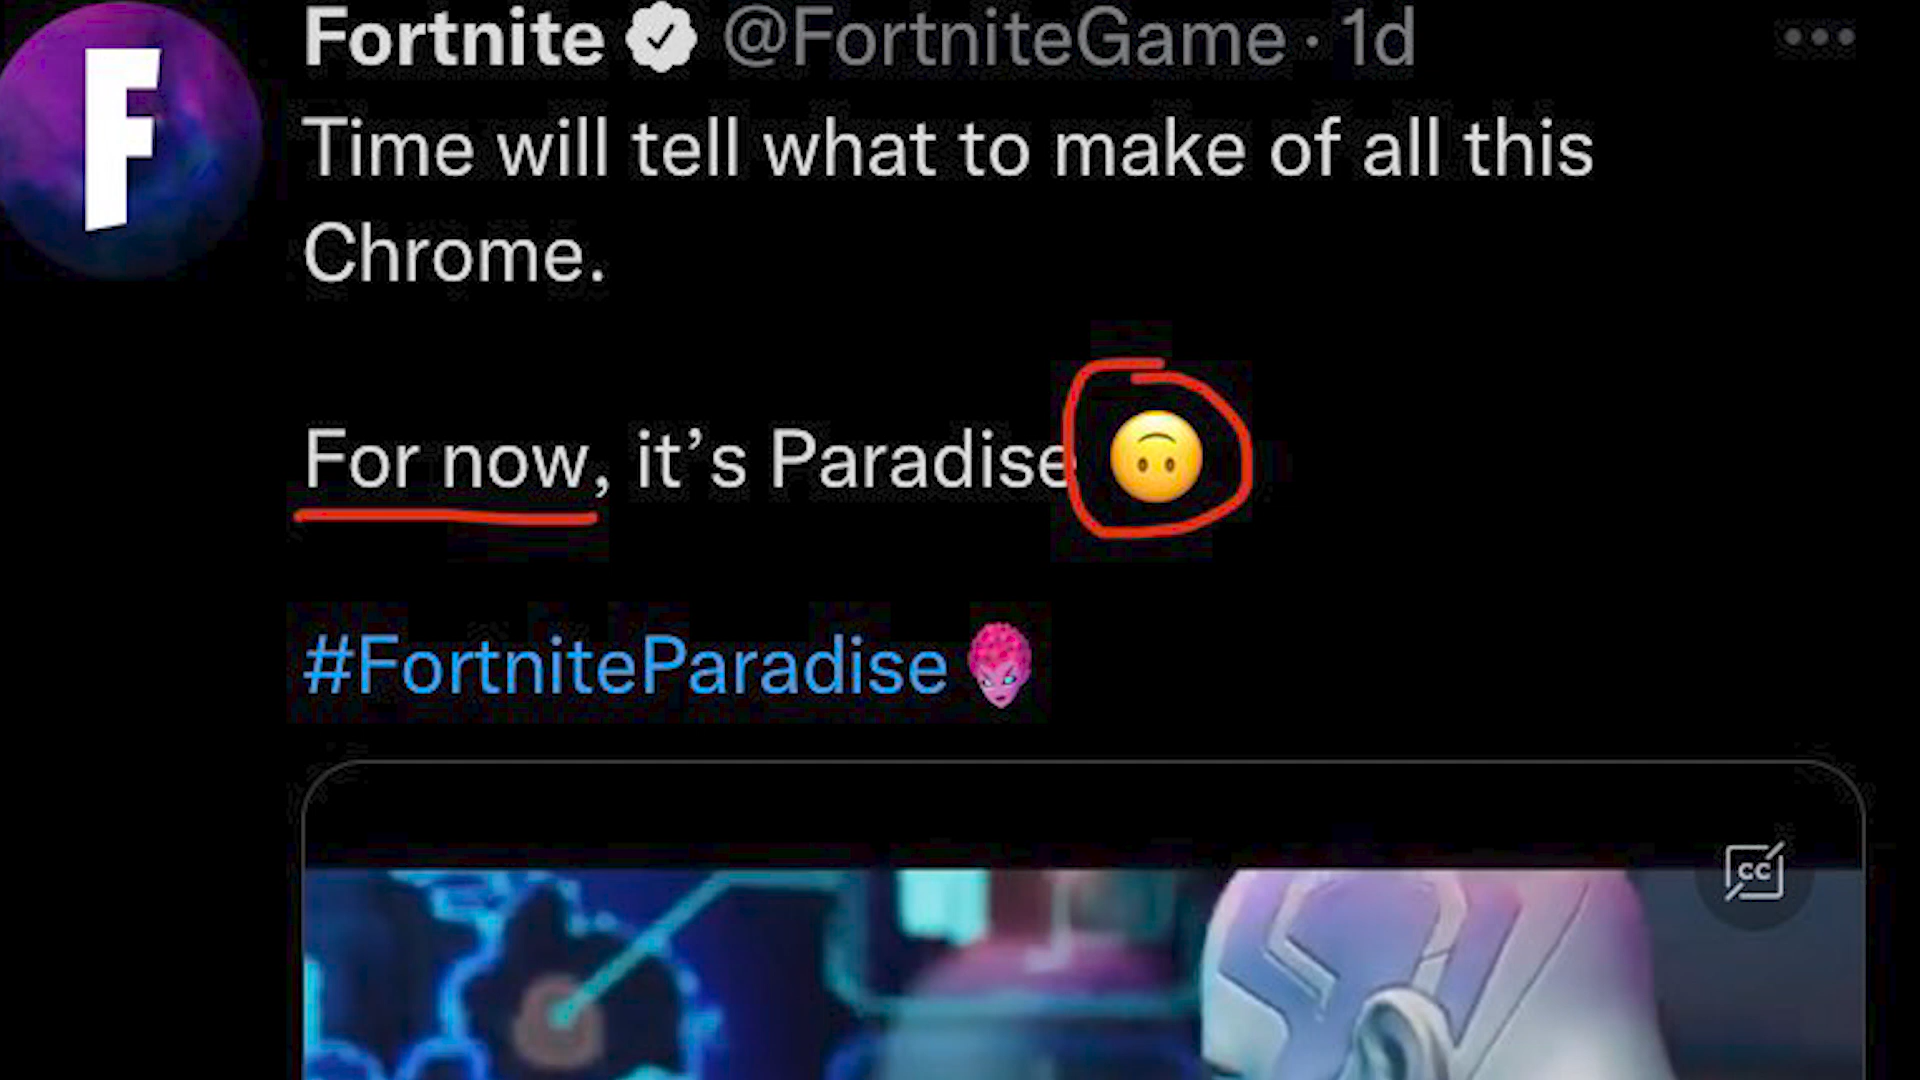 Fortnite @FortniteGame · 1d
Time will tell what to make of all this
Chrome.
For now, it’s Paradise 🙃
#FortniteParadise
CC